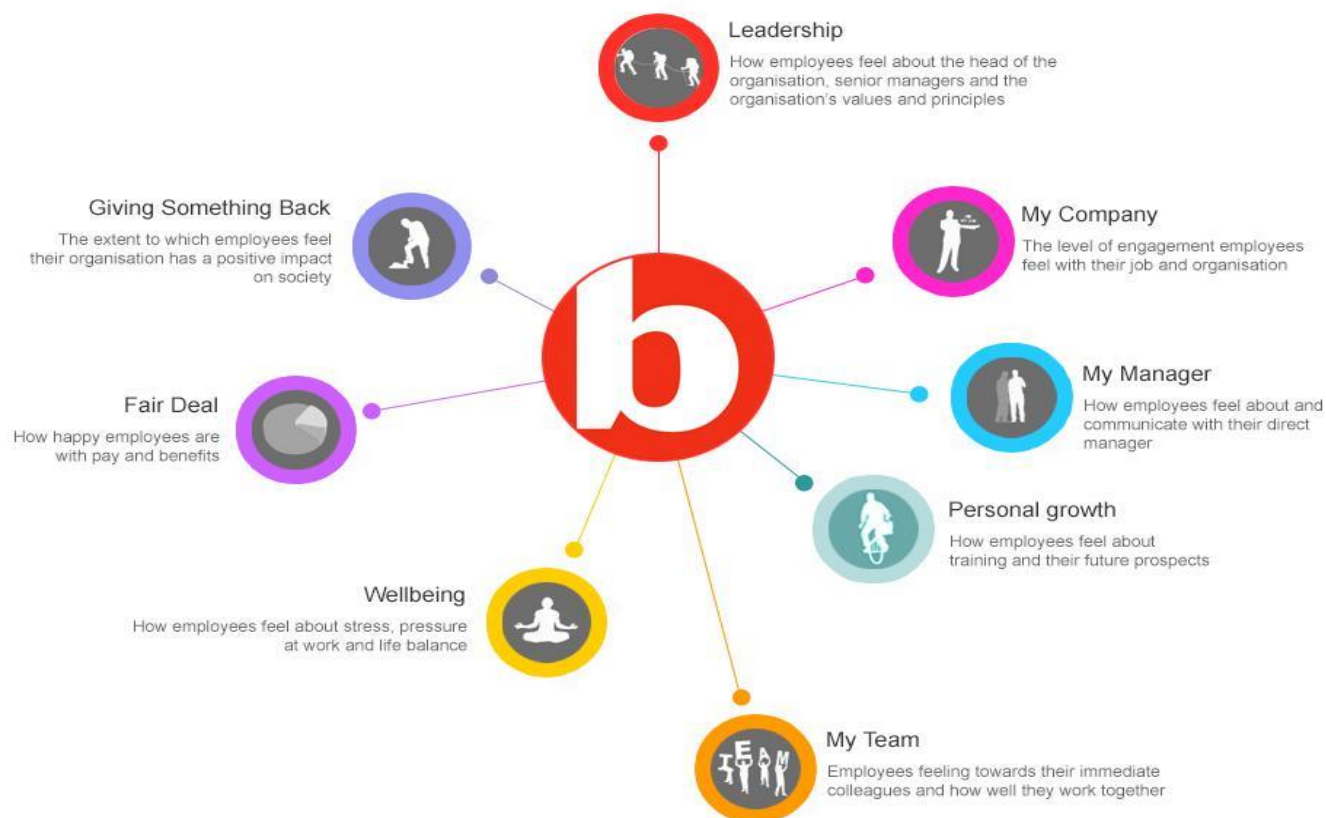 Leadership
How employees feel about the head of the
organisation, senior managers and the
organisation's values and principles
Giving Something Back
The extent to which employees feel
their organisation has a positive impact
on society
My Company
The level of engagement employees
feel with their job and organisation
b
My Manager
How employees feel about and
communicate with their direct
manager
Fair Deal
How happy employees are
with pay and benefits
Personal growth
How employees feel about
training and their future prospects
Wellbeing
How employees feel about stress, pressure
at work and life balance
My Team
Employees feeling towards their immediate
colleagues and how well they work together
TEAM